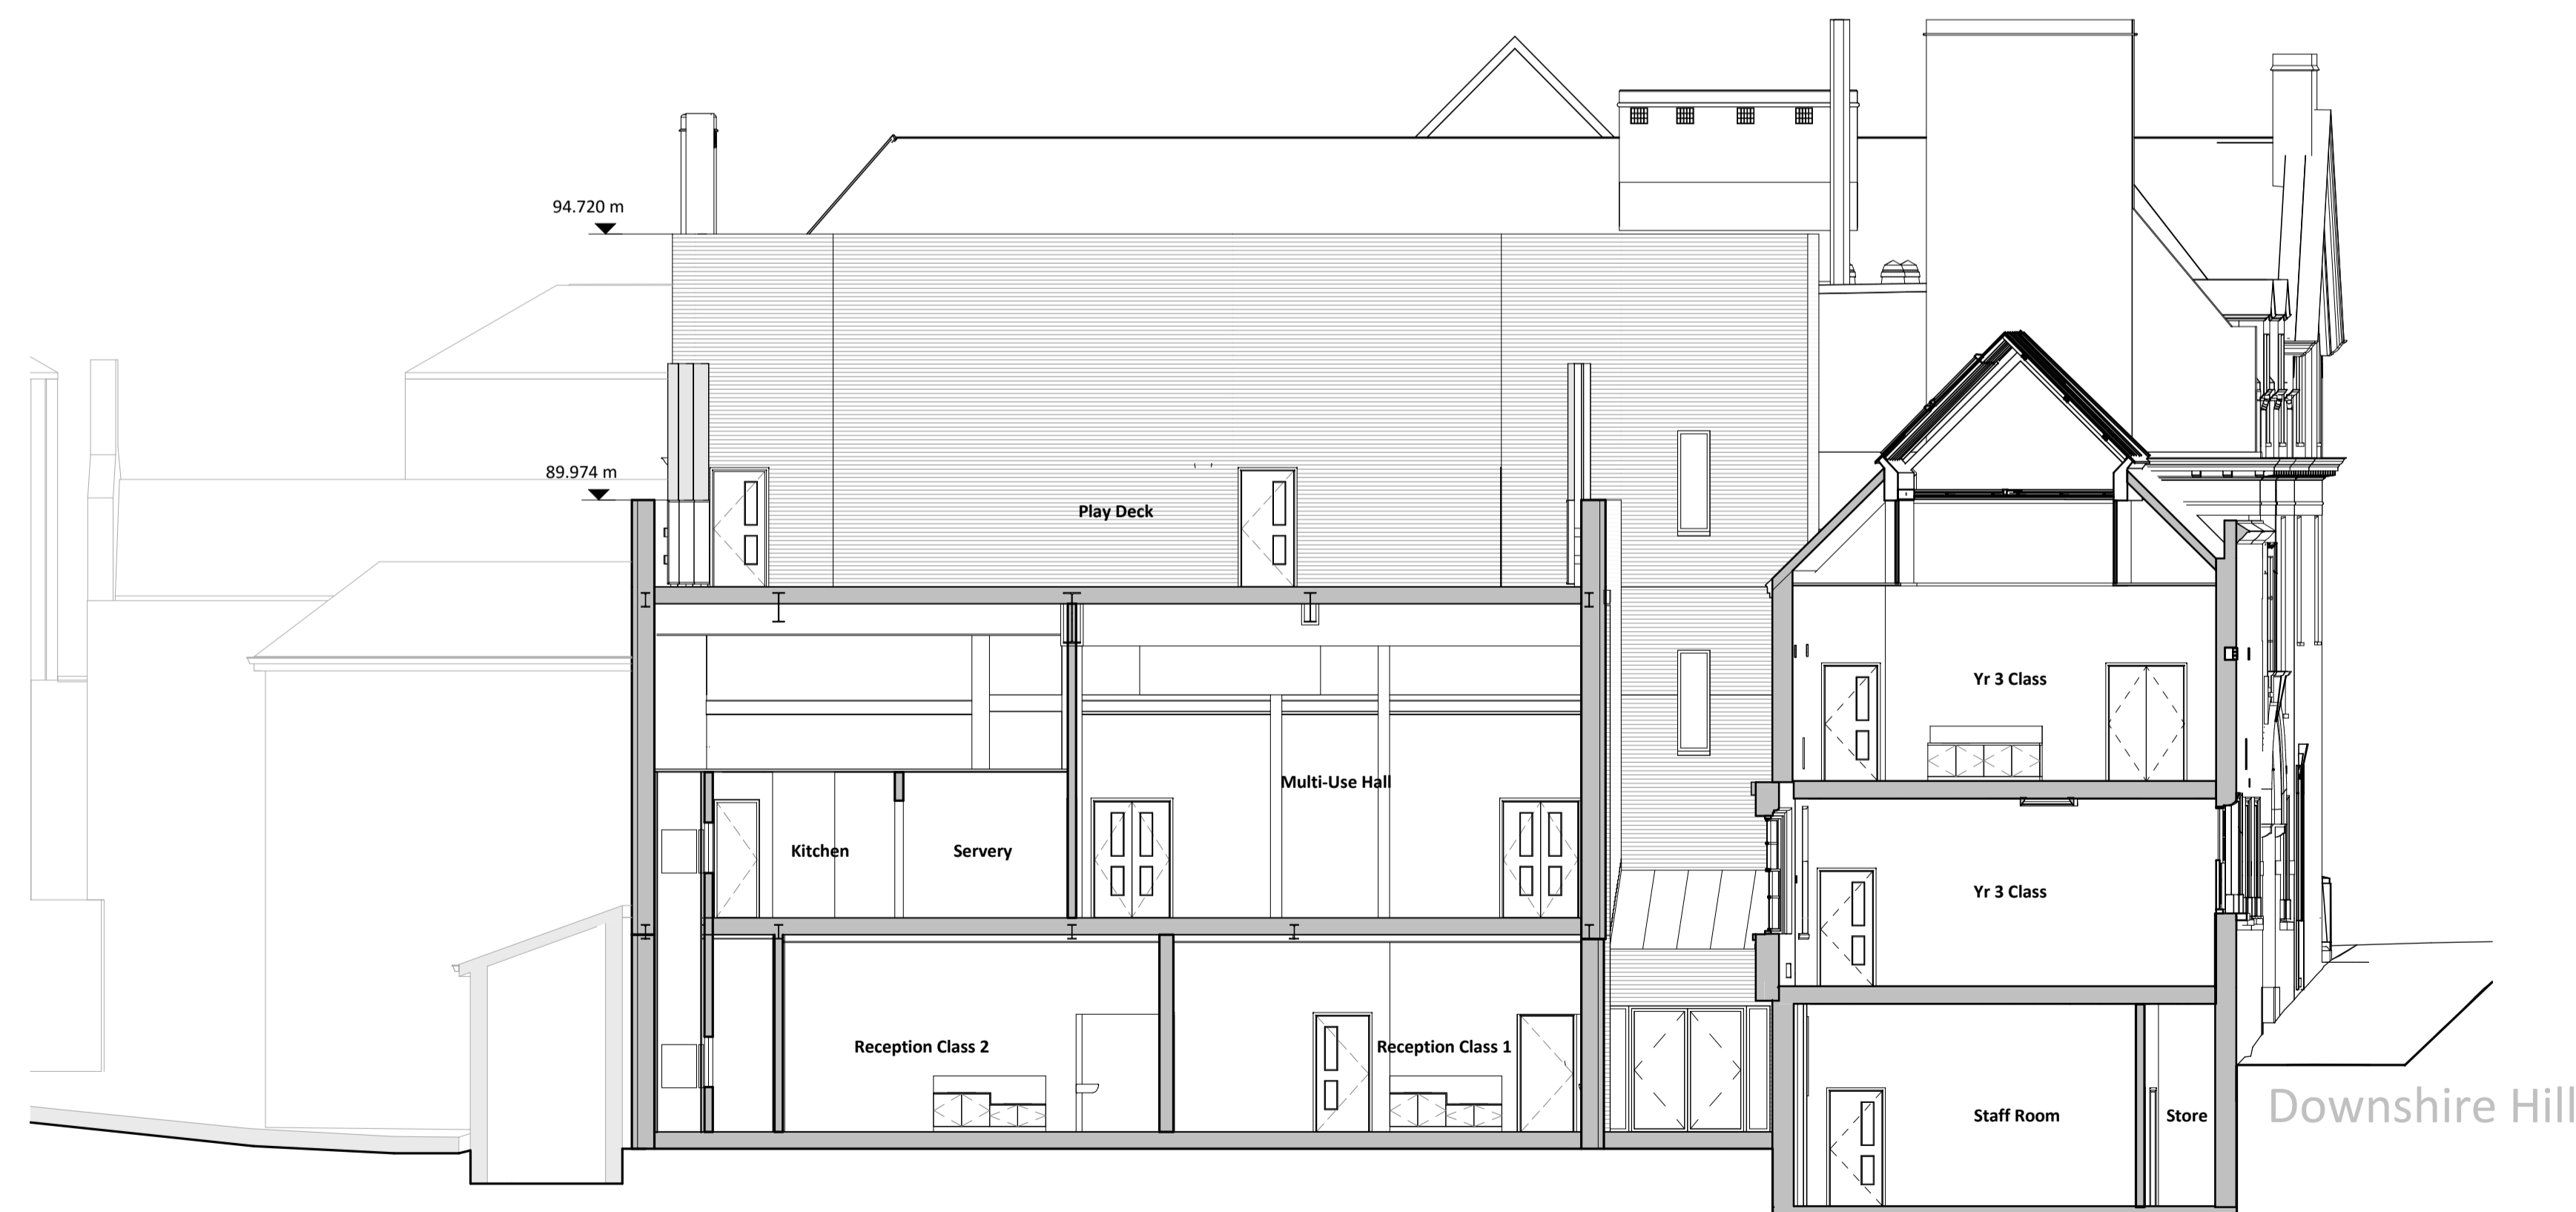 94.720 m
89.974 m
Play Deck
Yr 3 Class
Multi-Use Hall
Kitchen
Servery
Yr 3 Class
Reception Class 2
Reception Class 1
Staff Room
Store
Downshire Hill